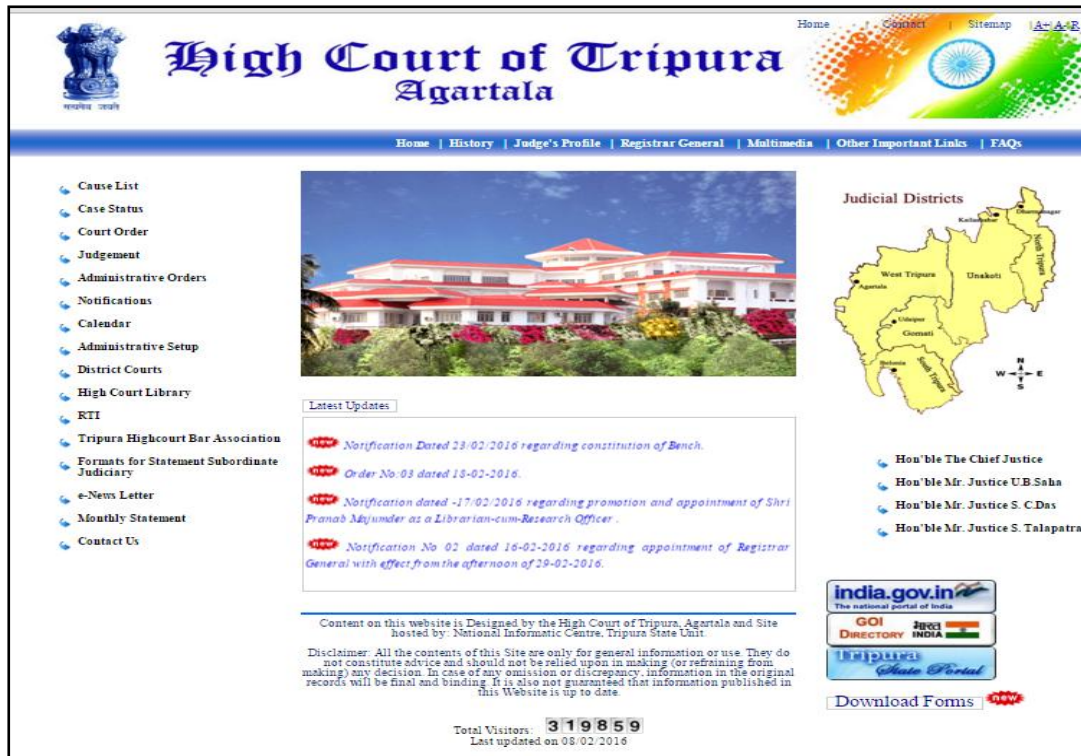 Home | Contact | Sitemap | A+| A-| R
सत्यमेव जयते
High Court of Tripura
Agartala
Home | History | Judge's Profile | Registrar General | Multimedia | Other Important Links | FAQs
Cause List
Case Status
Court Order
Judgement
Administrative Orders
Notifications
Calendar
Administrative Setup
District Courts
High Court Library
RTI
Tripura Highcourt Bar Association
Formats for Statement Subordinate
Judiciary
e-News Letter
Monthly Statement
Contact Us
Latest Updates
new Notification Dated 23/02/2016 regarding constitution of Bench.
new Order No:03 dated 18-02-2016.
new Notification dated -17/02/2016 regarding promotion and appointment of Shri
Pranab Majumder as a Librarian-cum-Research Officer .
new Notification No 02 dated 16-02-2016 regarding appointment of Registrar
General with effect from the afternoon of 29-02-2016.
Content on this website is Designed by the High Court of Tripura, Agartala and Site
hosted by: National Informatic Centre, Tripura State Unit.
Disclaimer: All the contents of this Site are only for general information or use. They do
not constitute advice and should not be relied upon in making (or refraining from
making) any decision. In case of any omission or discrepancy, information in the original
records will be final and binding. It is also not guaranteed that information published in
this Website is up to date.
Total Visitors: 319859
Last updated on 08/02/2016
Judicial Districts
Kailashahar
Dharmanagar
North Tripura
West Tripura
Unakoti
Agartala
Udaipur
Gomati
Belonia
South Tripura
N
W E
S
Hon'ble The Chief Justice
Hon'ble Mr. Justice U.B.Saha
Hon'ble Mr. Justice S. C.Das
Hon'ble Mr. Justice S. Talapatra
india.gov.in
The national portal of India
GOI
DIRECTORY
भारत
INDIA
Tripura
State Portal
Download Forms new